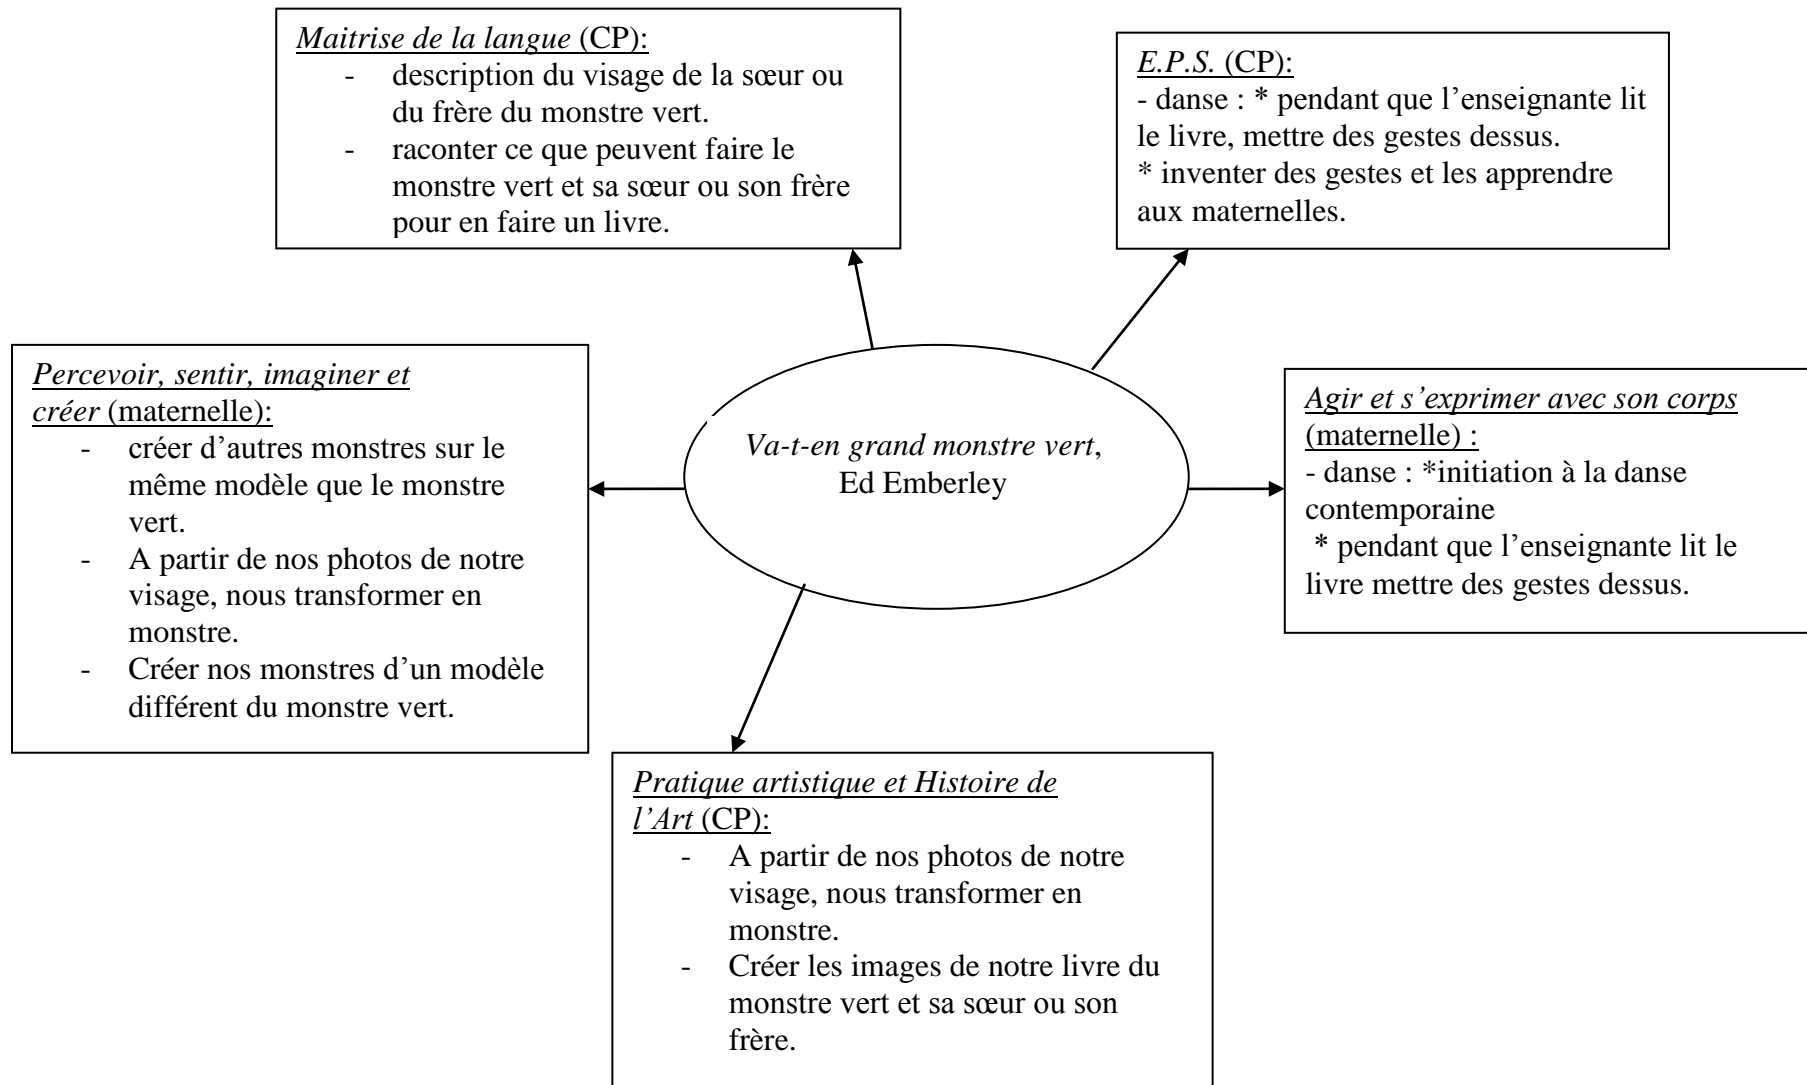 Maitrise de la langue (CP):
- description du visage de la sœur ou
du frère du monstre vert.
- raconter ce que peuvent faire le
monstre vert et sa sœur ou son frère
pour en faire un livre.
E.P.S. (CP):
- danse : * pendant que l’enseignante lit
le livre, mettre des gestes dessus.
* inventer des gestes et les apprendre
aux maternelles.
Percevoir, sentir, imaginer et
créer (maternelle):
- créer d’autres monstres sur le
même modèle que le monstre
vert.
- A partir de nos photos de notre
visage, nous transformer en
monstre.
- Créer nos monstres d’un modèle
différent du monstre vert.
Va-t-en grand monstre vert,
Ed Emberley
Agir et s’exprimer avec son corps
(maternelle) :
- danse : *initiation à la danse
contemporaine
* pendant que l’enseignante lit le
livre mettre des gestes dessus.
Pratique artistique et Histoire de
l’Art (CP):
- A partir de nos photos de notre
visage, nous transformer en
monstre.
- Créer les images de notre livre du
monstre vert et sa sœur ou son
frère.